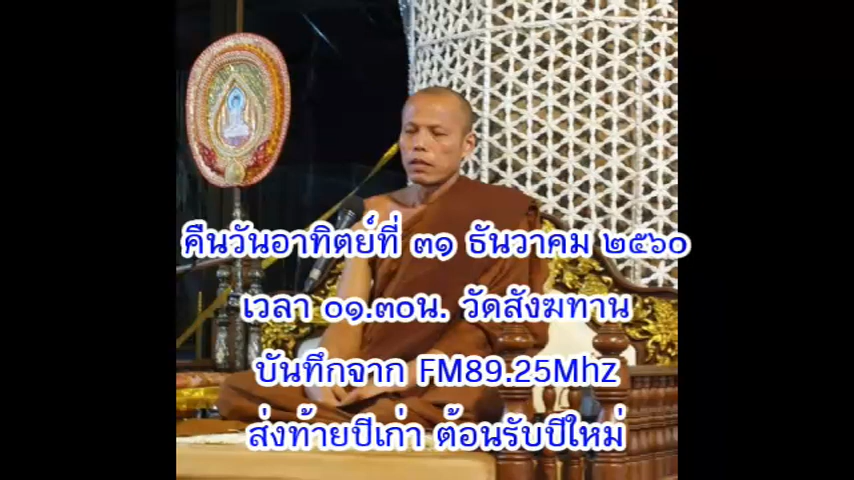 คืนวันอาทิตย์ที่ ๓๑ ธันวาคม ๒๕๖๐
เวลา ๐๑.๓๐น. วัดสังฆทาน
บันทึกจาก FM89.25Mhz
ส่งท้ายปีเก่า ต้อนรับปีใหม่